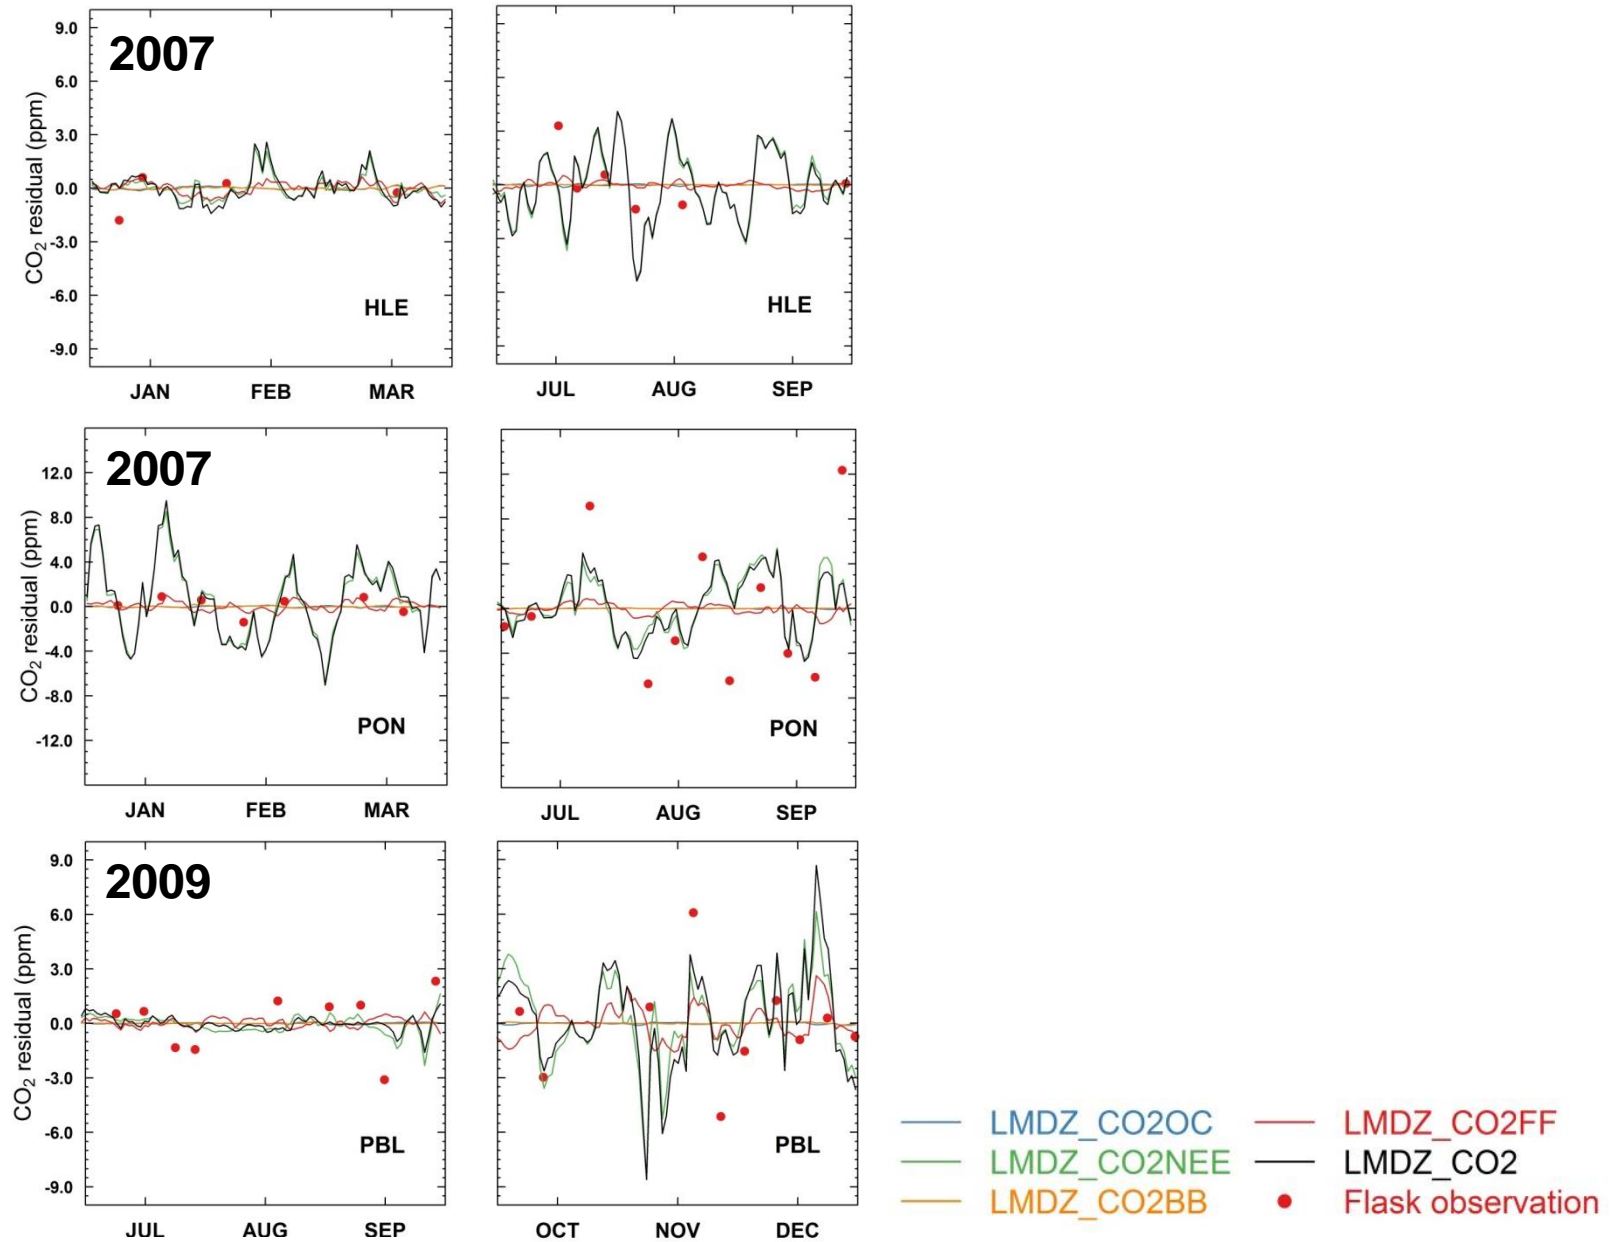 2007
9.0
6.0
3.0
0.0
-3.0
-6.0
-9.0
CO2 residual (ppm)
HLE
HLE
JAN FEB MAR
JUL AUG SEP
2007
12.0
8.0
4.0
0.0
-4.0
-8.0
-12.0
CO2 residual (ppm)
PON
PON
JAN FEB MAR
JUL AUG SEP
2009
9.0
6.0
3.0
0.0
-3.0
-6.0
-9.0
CO2 residual (ppm)
PBL
PBL
JUL AUG SEP
OCT NOV DEC
LMDZ_CO2OC LMDZ_CO2FF
LMDZ_CO2NEE LMDZ_CO2
LMDZ_CO2BB Flask observation